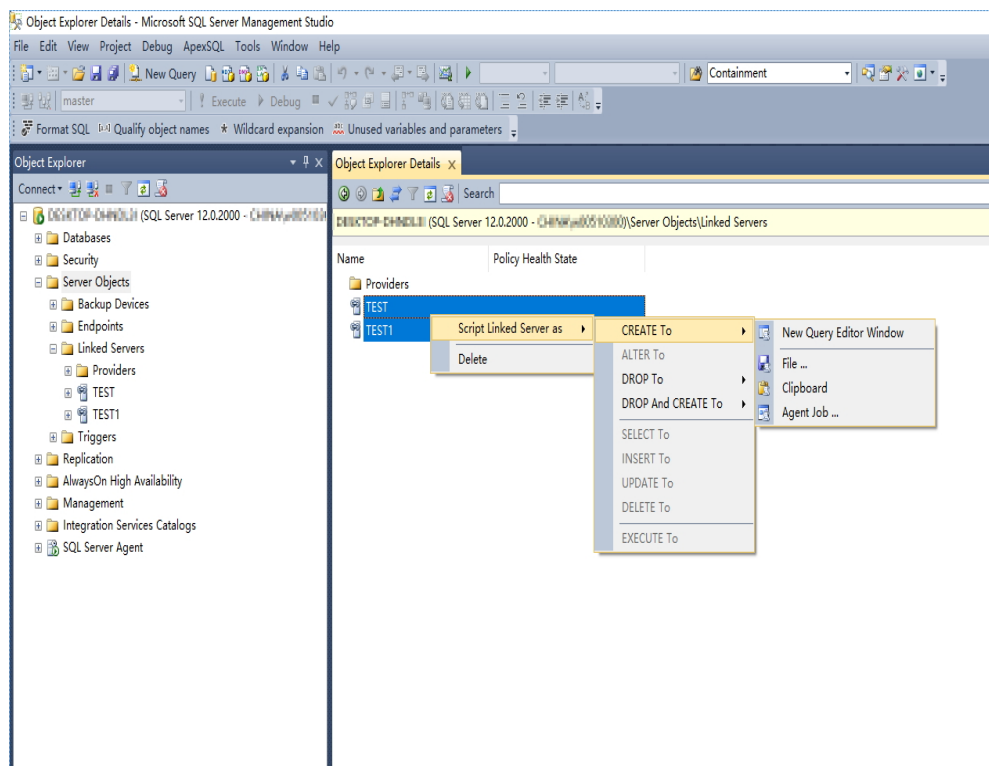 Object Explorer Details - Microsoft SQL Server Management Studio
File Edit View Project Debug ApexSQL Tools Window Help
New Query Containment
master Execute Debug
Format SQL Qualify object names Wildcard expansion Unused variables and parameters
Object Explorer
Connect
(SQL Server 12.0.2000 -
Databases
Security
Server Objects
Backup Devices
Endpoints
Linked Servers
Providers
TEST
TEST1
Triggers
Replication
AlwaysOn High Availability
Management
Integration Services Catalogs
SQL Server Agent
Object Explorer Details
Search
(SQL Server 12.0.2000 - )\Server Objects\Linked Servers
Name Policy Health State
Providers
TEST
TEST1
Script Linked Server as
Delete
CREATE To
ALTER To
DROP To
DROP And CREATE To
SELECT To
INSERT To
UPDATE To
DELETE To
EXECUTE To
New Query Editor Window
File ...
Clipboard
Agent Job ...